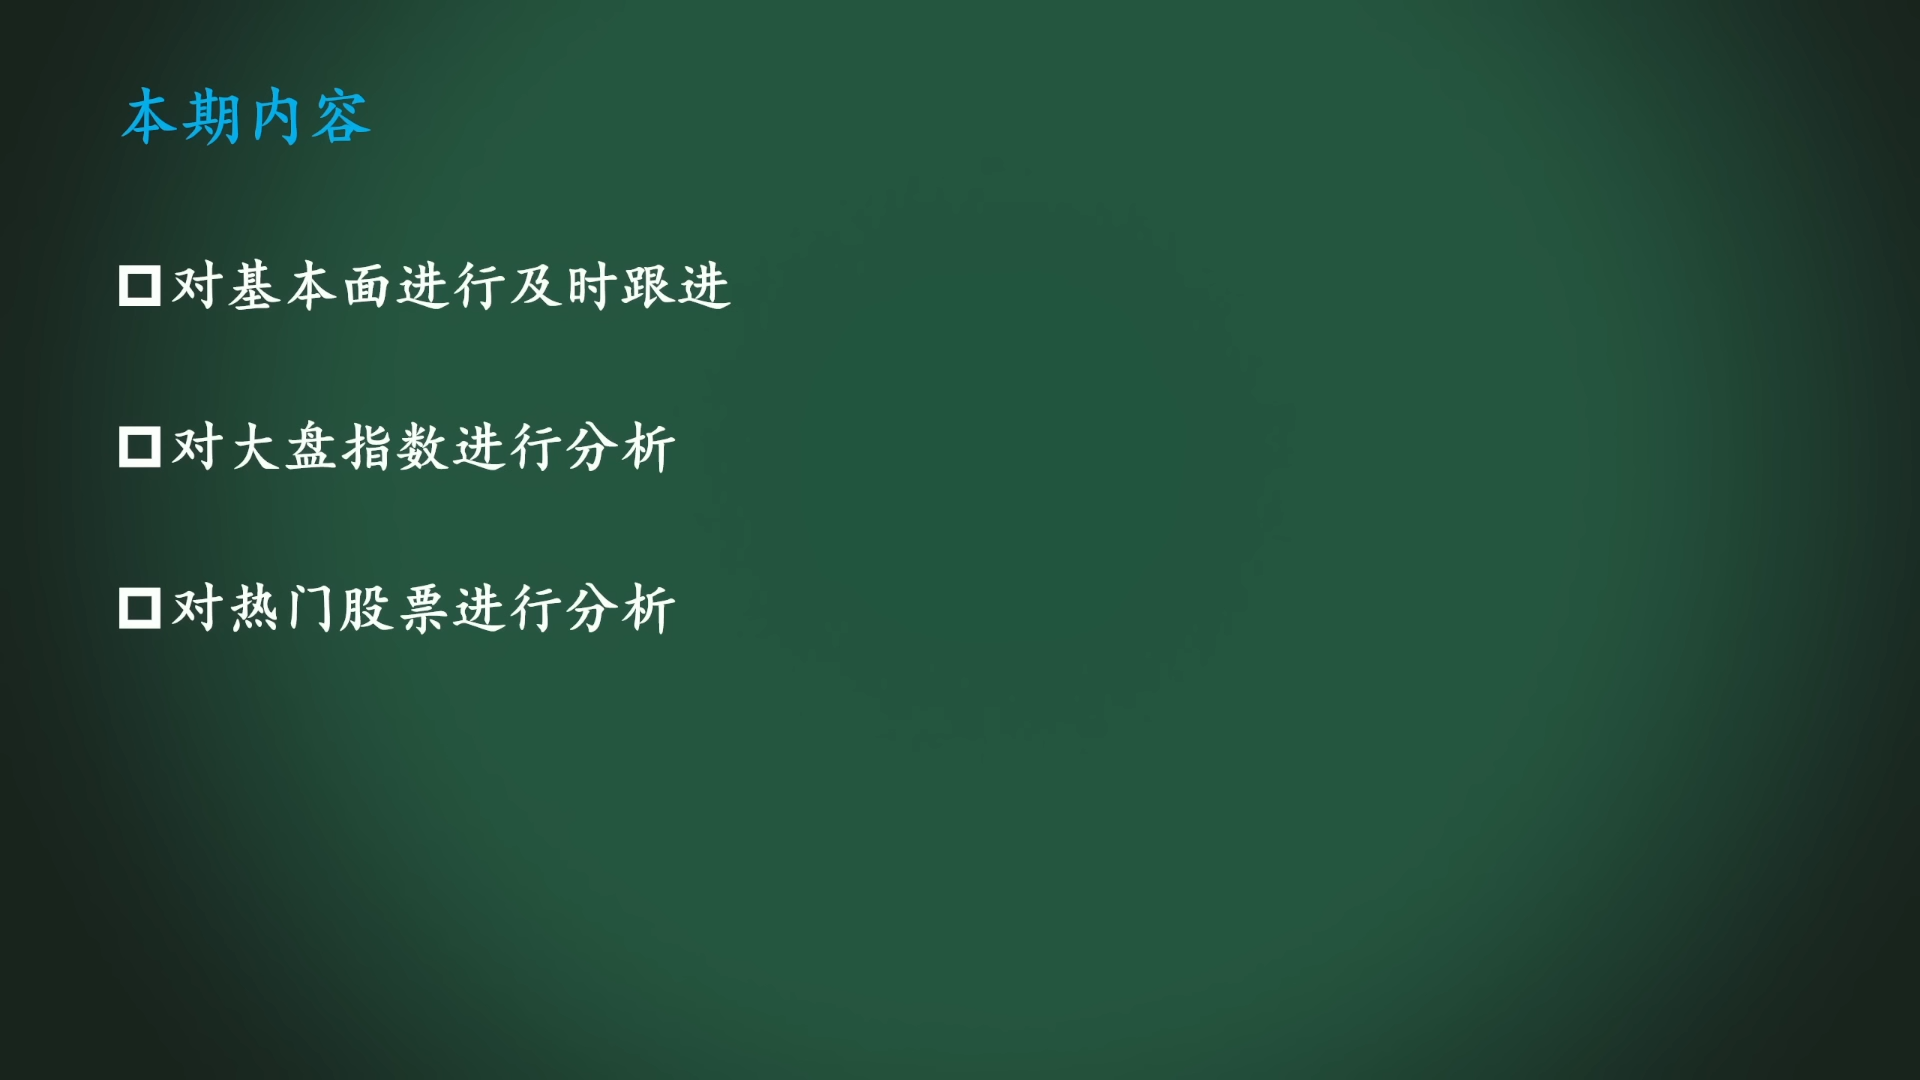 本期内容
对基本面进行及时跟进
对大盘指数进行分析
对热门股票进行分析